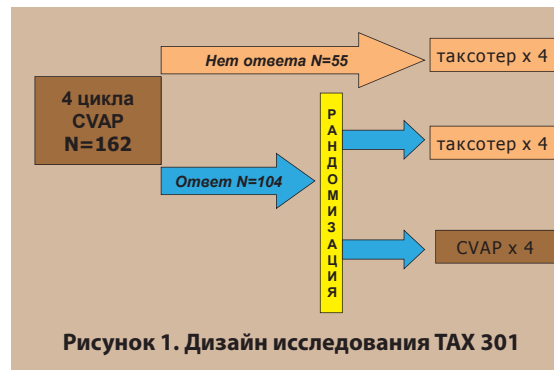 Нет ответа N=55
таксотер x 4
4 цикла
CVAP
N=162
РАНДОМИЗАЦИЯ
таксотер x 4
Ответ N=104
CVAP x 4
Рисунок 1. Дизайн исследования TAX 301